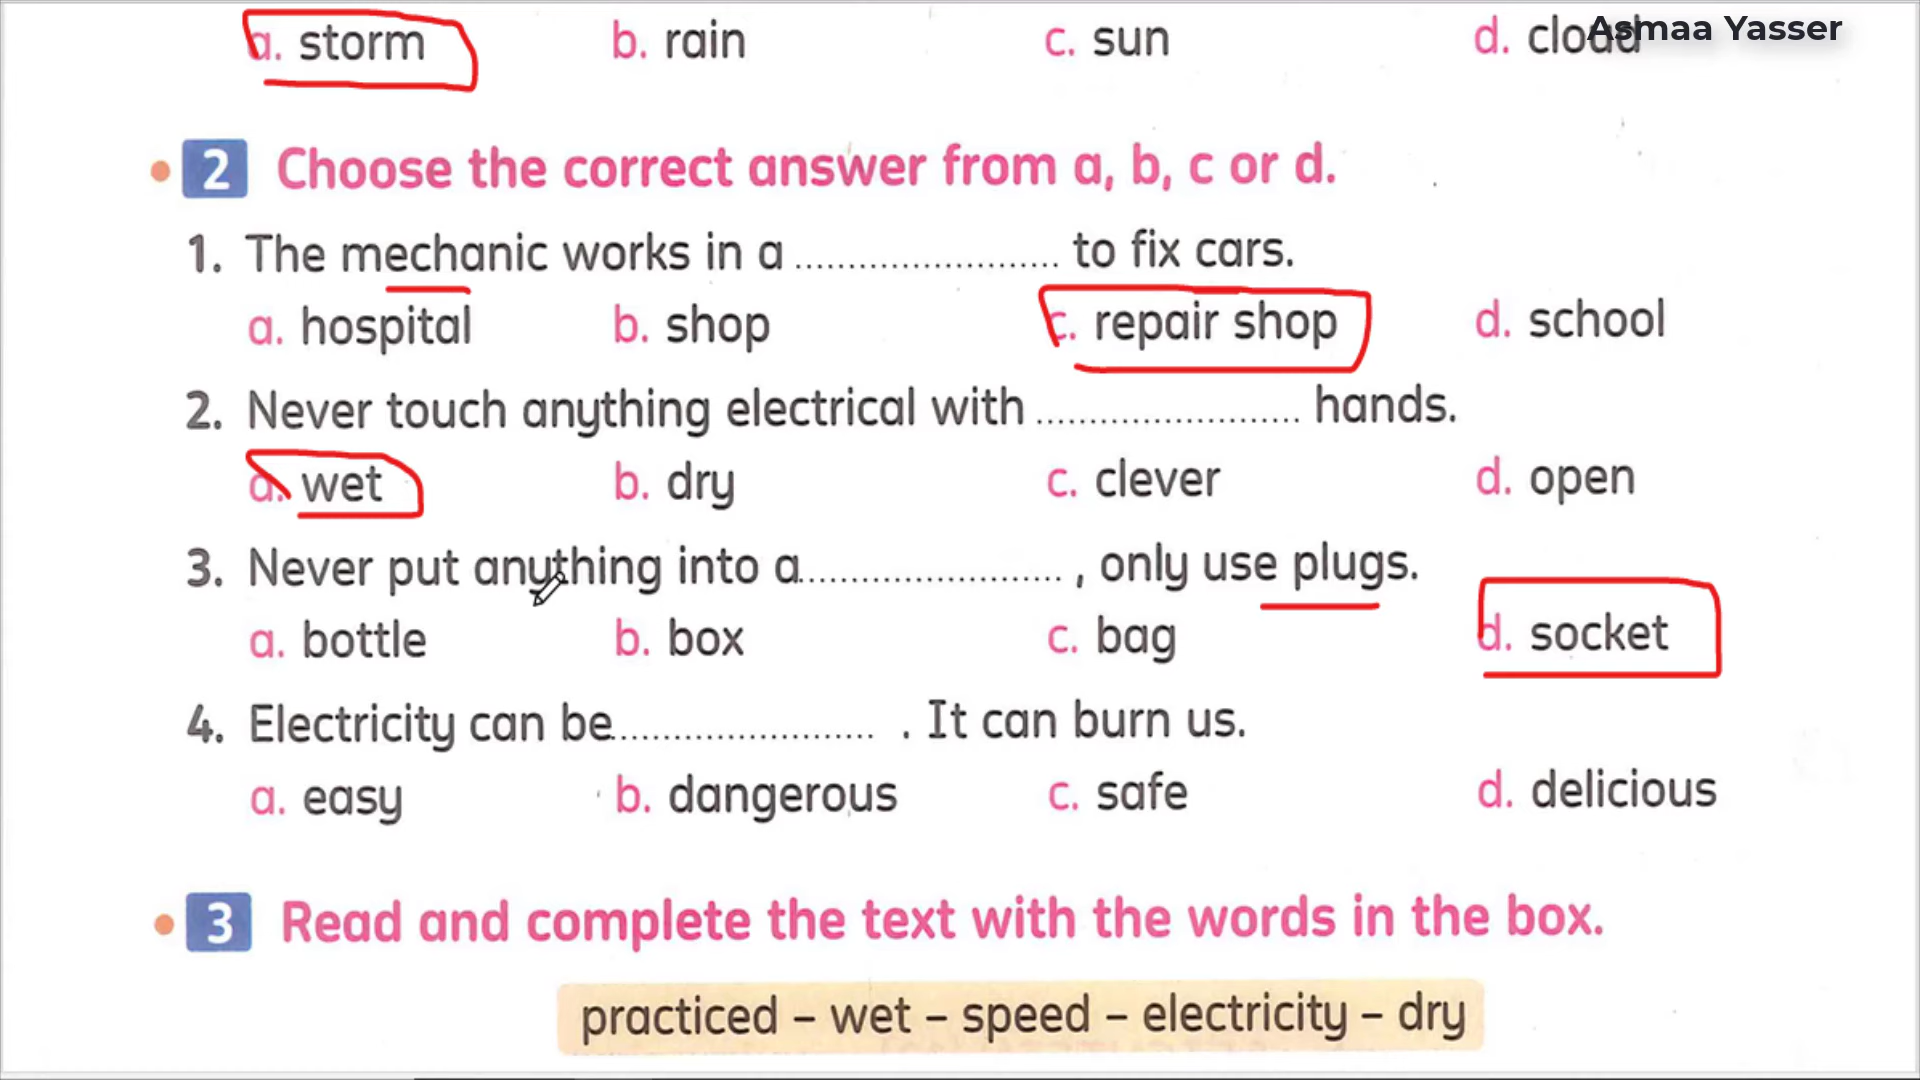 a. storm b. rain c. sun d. cloud
Asmaa Yasser
2 Choose the correct answer from a, b, c or d.
1. The mechanic works in a ......................... to fix cars.
a. hospital b. shop c. repair shop d. school
2. Never touch anything electrical with ......................... hands.
a. wet b. dry c. clever d. open
3. Never put anything into a......................... , only use plugs.
a. bottle b. box c. bag d. socket
4. Electricity can be......................... . It can burn us.
a. easy b. dangerous c. safe d. delicious
3 Read and complete the text with the words in the box.
practiced – wet – speed – electricity – dry